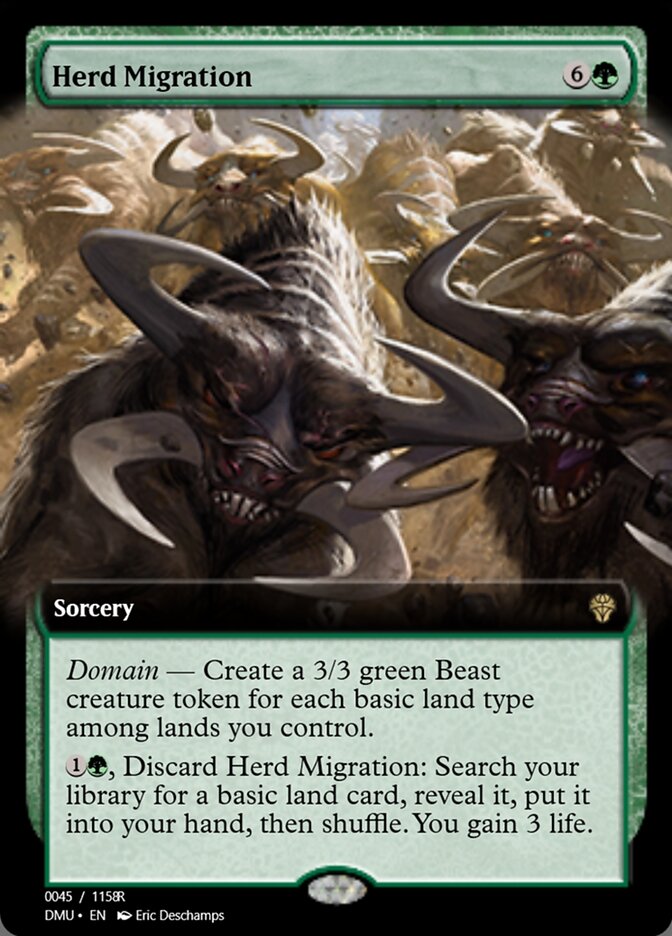 Herd Migration 6
Sorcery
Domain — Create a 3/3 green Beast
creature token for each basic land type
among lands you control.
1, Discard Herd Migration: Search your
library for a basic land card, reveal it, put it
into your hand, then shuffle. You gain 3 life.
0045 / 1158R
DMU • EN Eric Deschamps